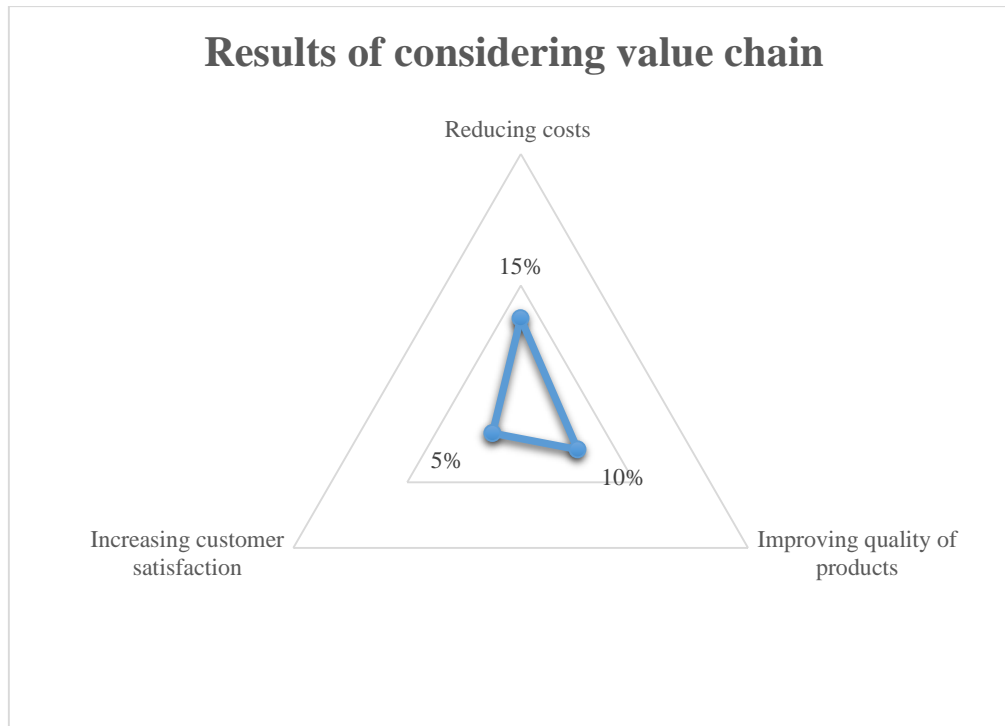 Results of considering value chain
Reducing costs
15%
5%
10%
Increasing customer
satisfaction
Improving quality of
products